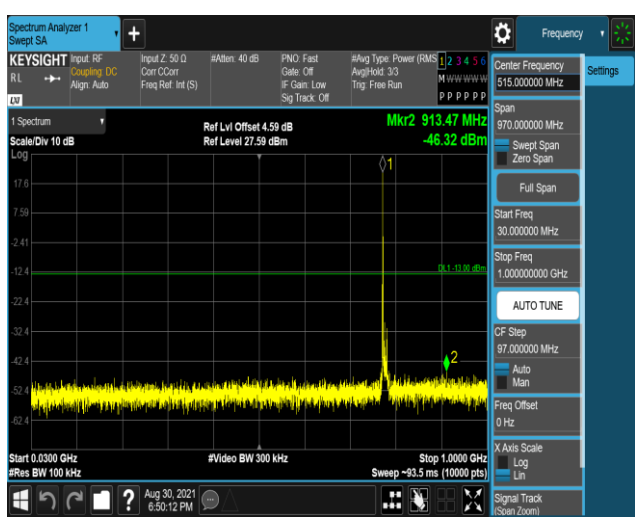 Spectrum Analyzer 1
Swept SA
Frequency
KEYSIGHT
RL
LXI
Input: RF
Coupling: DC
Align: Auto
Input Z: 50 Ω
Corr CCorr
Freq Ref: Int (S)
#Atten: 40 dB
PNO: Fast
Gate: Off
IF Gain: Low
Sig Track: Off
#Avg Type: Power (RMS
Avg|Hold: 3/3
Trig: Free Run
1 2 3 4 5 6
M W W W W W
P P P P P P
1 Spectrum
Scale/Div 10 dB
Log
Ref Lvl Offset 4.59 dB
Ref Level 27.59 dBm
Mkr2 913.47 MHz
-46.32 dBm
1
17.6
7.59
-2.41
-12.4
DL1 -13.00 dBm
-22.4
-32.4
-42.4
2
-52.4
-62.4
Start 0.0300 GHz
#Res BW 100 kHz
#Video BW 300 kHz
Stop 1.0000 GHz
Sweep ~93.5 ms (10000 pts)
Aug 30, 2021
6:50:12 PM
Center Frequency
515.000000 MHz
Settings
Span
970.000000 MHz
Swept Span
Zero Span
Full Span
Start Freq
30.000000 MHz
Stop Freq
1.000000000 GHz
AUTO TUNE
CF Step
97.000000 MHz
Auto
Man
Freq Offset
0 Hz
X Axis Scale
Log
Lin
Signal Track
(Span Zoom)